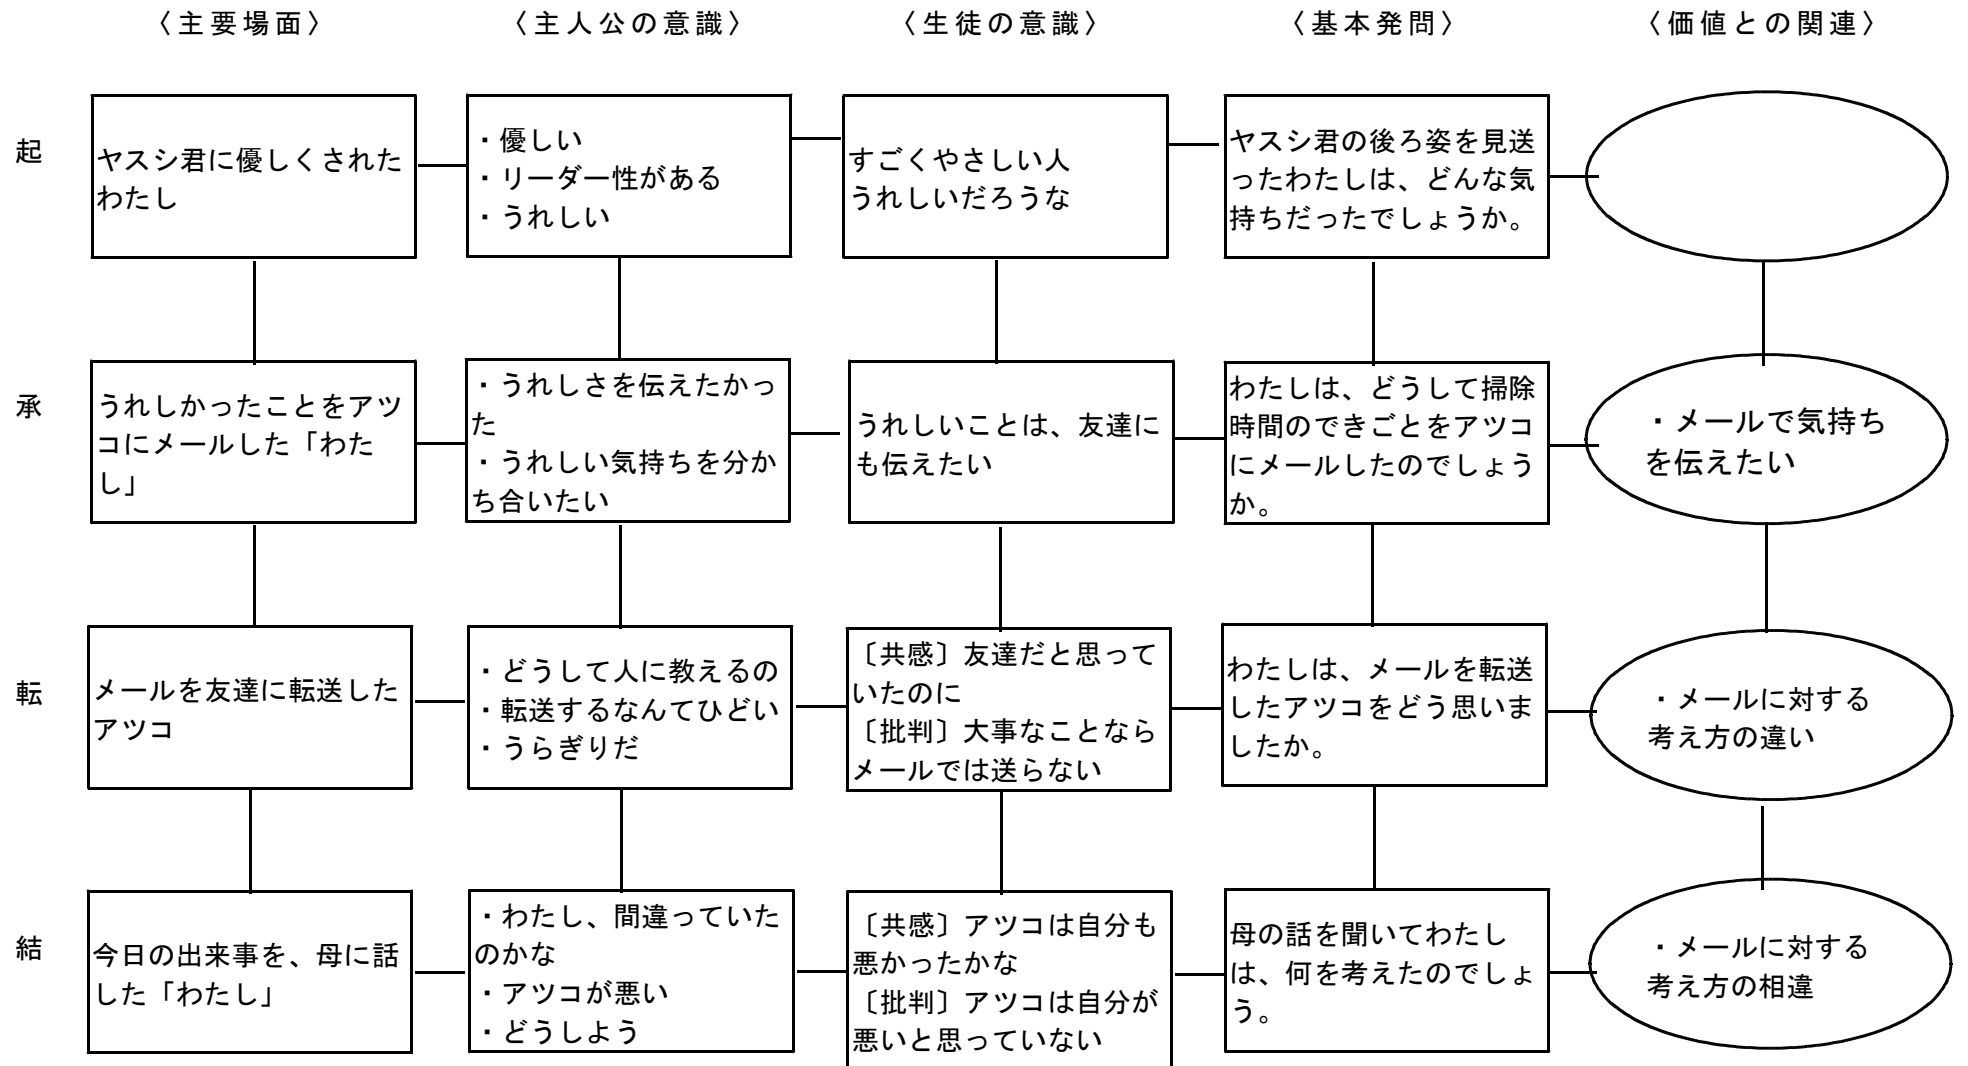 〈主要場面〉
〈主人公の意識〉
〈生徒の意識〉
〈基本発問〉
〈価値との関連〉
起
ヤスシ君に優しくされた
わたし
・優しい
・リーダー性がある
・うれしい
すごくやさしい人
うれしいだろうな
ヤスシ君の後ろ姿を見送
ったわたしは、どんな気
持ちだったでしょうか。
承
うれしかったことをアツ
コにメールした「わた
し」
・うれしさを伝えたかっ
た
・うれしい気持ちを分か
ち合いたい
うれしいことは、友達に
も伝えたい
わたしは、どうして掃除
時間のできごとをアツコ
にメールしたのでしょう
か。
・メールで気持ち
を伝えたい
転
メールを友達に転送した
アツコ
・どうして人に教えるの
・転送するなんてひどい
・うらぎりだ
〔共感〕友達だと思って
いたのに
〔批判〕大事なことなら
メールでは送らない
わたしは、メールを転送
したアツコをどう思いま
したか。
・メールに対する
考え方の違い
結
今日の出来事を、母に話
した「わたし」
・わたし、間違っていた
のかな
・アツコが悪い
・どうしよう
〔共感〕アツコは自分も
悪かったかな
〔批判〕アツコは自分が
悪いと思っていない
母の話を聞いてわたし
は、何を考えたのでしょ
う。
・メールに対する
考え方の相違